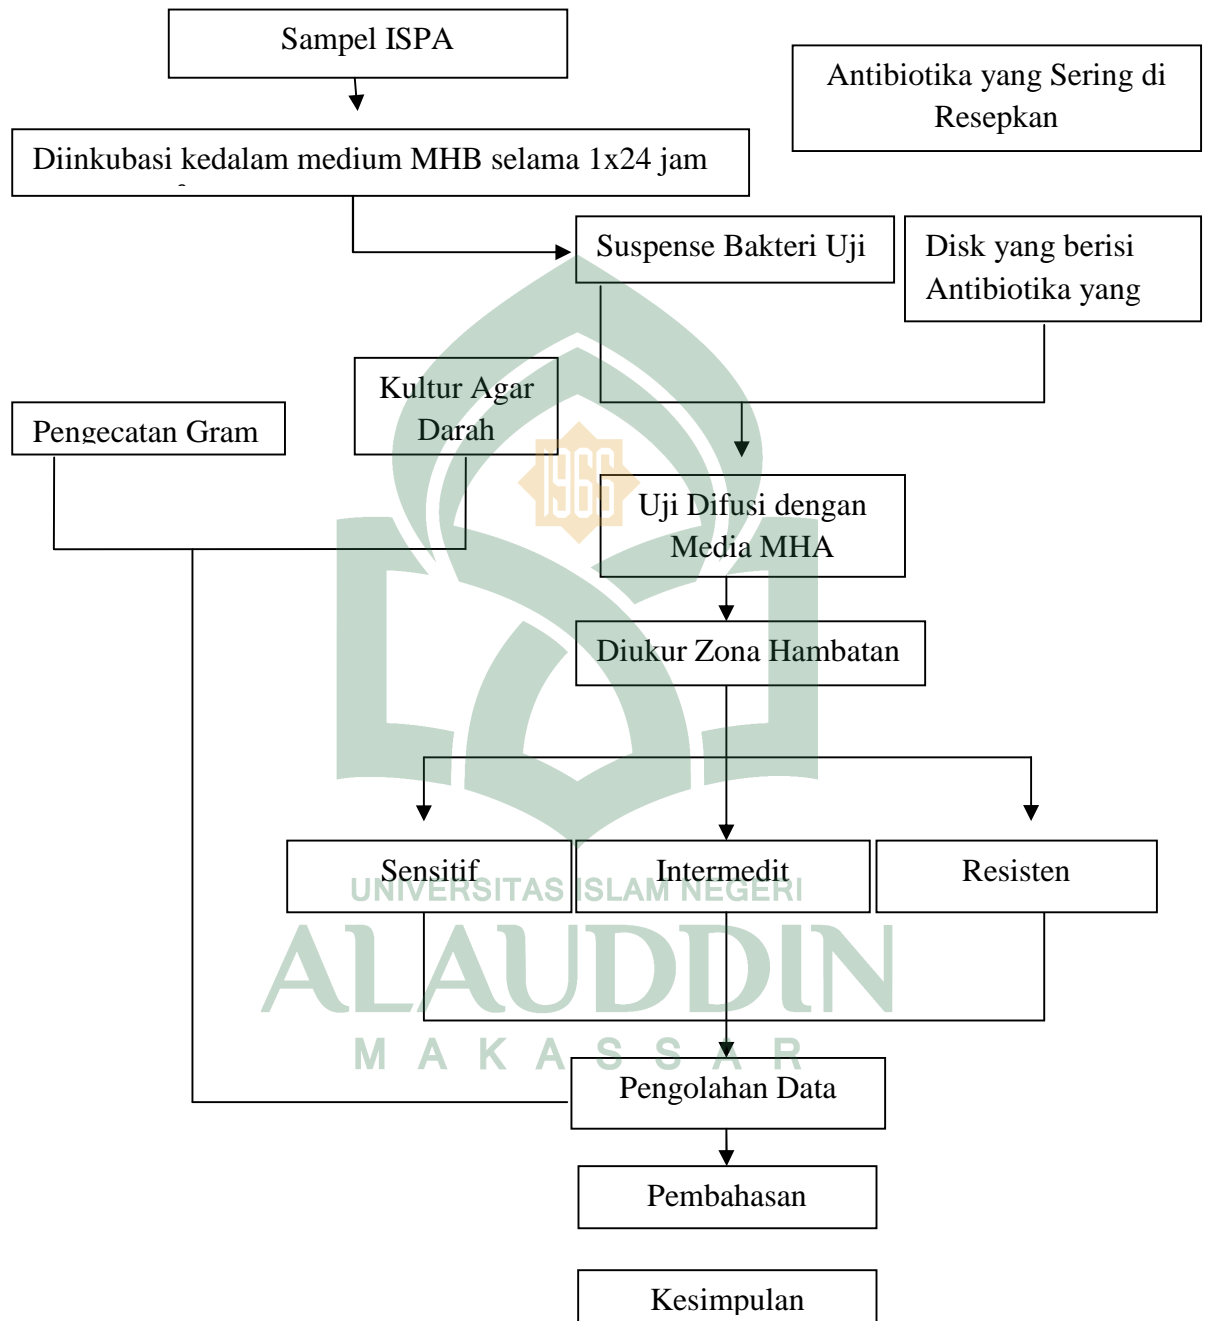 Sampel ISPA
Antibiotika yang Sering di
Resepkan
Diinkubasi kedalam medium MHB selama 1x24 jam
Suspense Bakteri Uji
Disk yang berisi
Antibiotika yang
Kultur Agar
Darah
Pengecatan Gram
1965
Uji Difusi dengan
Media MHA
Diukur Zona Hambatan
Sensitif
Intermedit
Resisten
UNIVERSITAS ISLAM NEGERI
ALAUDDIN
MAKASSAR
Pengolahan Data
Pembahasan
Kesimpulan